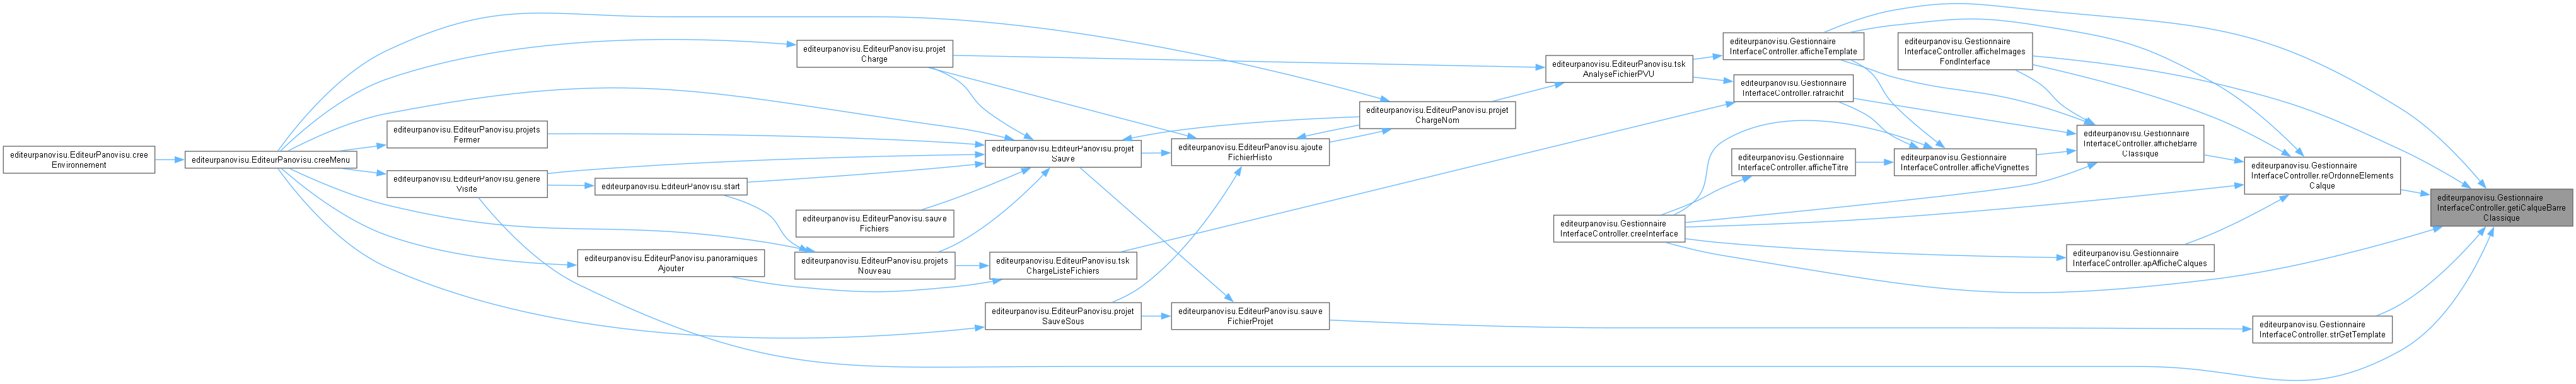 editeurpanovisu.EditeurPanovisu.cree
Environnement
editeurpanovisu.EditeurPanovisu.creeMenu
editeurpanovisu.EditeurPanovisu.projets
Fermer
editeurpanovisu.EditeurPanovisu.genere
Visite
editeurpanovisu.EditeurPanovisu.panoramiques
Ajouter
editeurpanovisu.EditeurPanovisu.start
editeurpanovisu.EditeurPanovisu.projet
Charge
editeurpanovisu.EditeurPanovisu.sauve
Fichiers
editeurpanovisu.EditeurPanovisu.projets
Nouveau
editeurpanovisu.EditeurPanovisu.projet
Sauve
editeurpanovisu.EditeurPanovisu.tsk
ChargeListeFichiers
editeurpanovisu.EditeurPanovisu.projet
SauveSous
editeurpanovisu.EditeurPanovisu.ajoute
FichierHisto
editeurpanovisu.EditeurPanovisu.sauve
FichierProjet
editeurpanovisu.EditeurPanovisu.projet
ChargeNom
editeurpanovisu.EditeurPanovisu.tsk
AnalyseFichierPVU
editeurpanovisu.Gestionnaire
InterfaceController.creeInterface
editeurpanovisu.Gestionnaire
InterfaceController.afficheTemplate
editeurpanovisu.Gestionnaire
InterfaceController.rafraichit
editeurpanovisu.Gestionnaire
InterfaceController.afficheTitre
editeurpanovisu.Gestionnaire
InterfaceController.afficheImages
FondInterface
editeurpanovisu.Gestionnaire
InterfaceController.afficheVignettes
editeurpanovisu.Gestionnaire
InterfaceController.afficheBarre
Classique
editeurpanovisu.Gestionnaire
InterfaceController.apAfficheCalques
editeurpanovisu.Gestionnaire
InterfaceController.reOrdonneElements
Calque
editeurpanovisu.Gestionnaire
InterfaceController.strGetTemplate
editeurpanovisu.Gestionnaire
InterfaceController.getiCalqueBarre
Classique